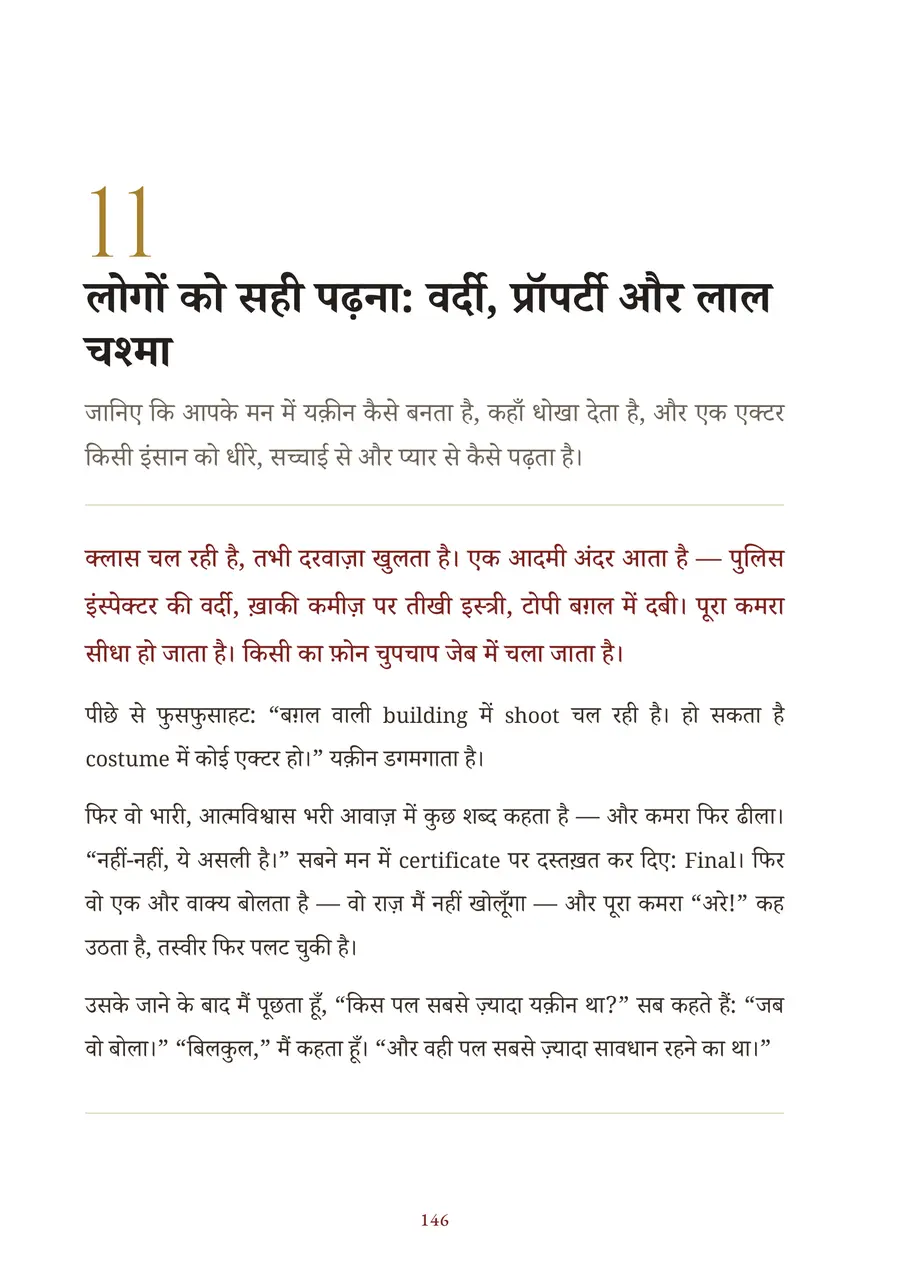 11
लोगों को सही पढ़ना: वर्दी, प्रॉपर्टी और लाल
चश्मा
जानिए कि आपके मन में यक़ीन कैसे बनता है, कहाँ धोखा देता है, और एक एक्टर
किसी इंसान को धीरे, सच्चाई से और प्यार से कैसे पढ़ता है।
क्लास चल रही है, तभी दरवाज़ा खुलता है। एक आदमी अंदर आता है — पुलिस
इंस्पेक्टर की वर्दी, ख़ाकी कमीज़ पर तीखी इस्त्री, टोपी बग़ल में दबी। पूरा कमरा
सीधा हो जाता है। किसी का फ़ोन चुपचाप जेब में चला जाता है।
पीछे से फुसफुसाहट: “बग़ल वाली building में shoot चल रही है। हो सकता है
costume में कोई एक्टर हो।” यक़ीन डगमगाता है।
फिर वो भारी, आत्मविश्वास भरी आवाज़ में कुछ शब्द कहता है — और कमरा फिर ढीला।
“नहीं-नहीं, ये असली है।” सबने मन में certificate पर दस्तख़त कर दिए: Final। फिर
वो एक और वाक्य बोलता है — वो राज़ मैं नहीं खोलूँगा — और पूरा कमरा “अरे!” कह
उठता है, तस्वीर फिर पलट चुकी है।
उसके जाने के बाद मैं पूछता हूँ, “किस पल सबसे ज़्यादा यक़ीन था?” सब कहते हैं: “जब
वो बोला।” “बिलकुल,” मैं कहता हूँ। “और वही पल सबसे ज़्यादा सावधान रहने का था।”
146